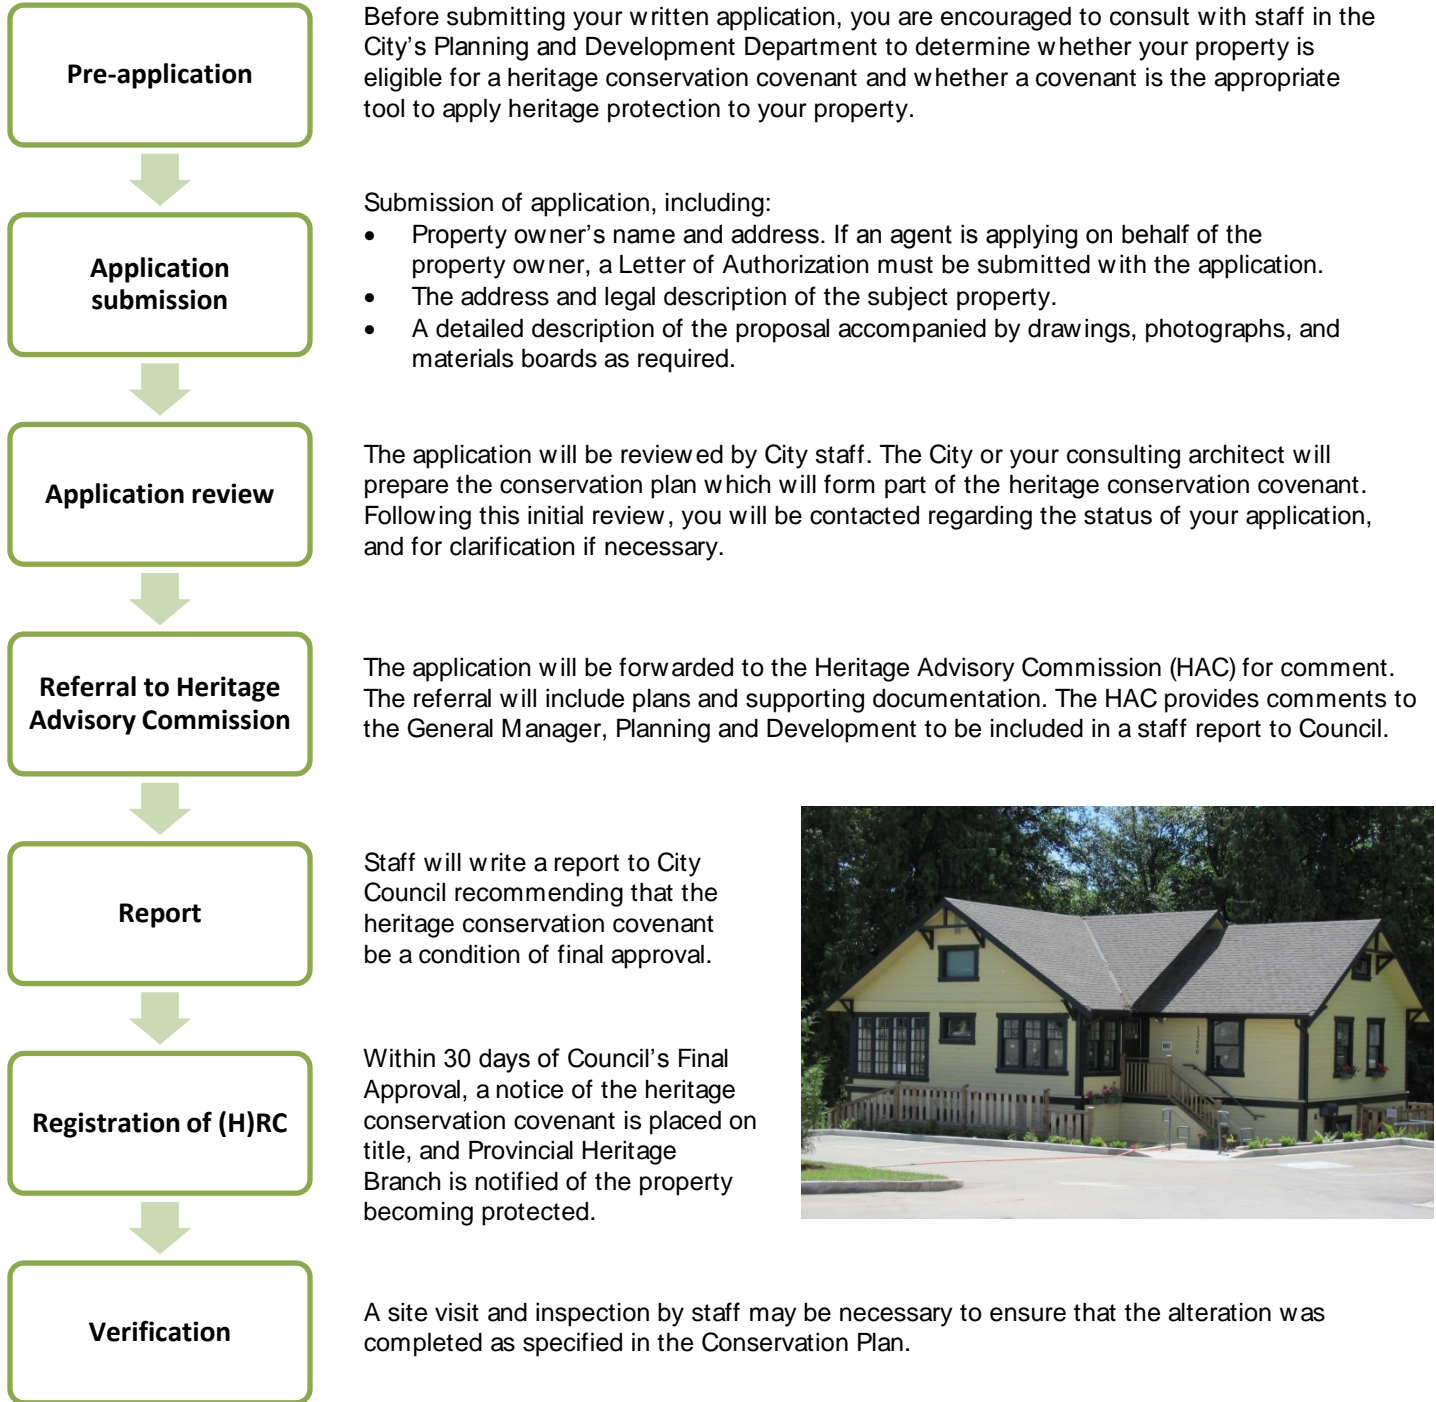 Pre-application
Before submitting your written application, you are encouraged to consult with staff in the
City's Planning and Development Department to determine whether your property is
eligible for a heritage conservation covenant and whether a covenant is the appropriate
tool to apply heritage protection to your property.
Application
submission
Submission of application, including:
• Property owner's name and address. If an agent is applying on behalf of the
property owner, a Letter of Authorization must be submitted with the application.
• The address and legal description of the subject property.
• A detailed description of the proposal accompanied by drawings, photographs, and
materials boards as required.
Application review
The application will be reviewed by City staff. The City or your consulting architect will
prepare the conservation plan which will form part of the heritage conservation covenant.
Following this initial review, you will be contacted regarding the status of your application,
and for clarification if necessary.
Referral to Heritage
Advisory Commission
The application will be forwarded to the Heritage Advisory Commission (HAC) for comment.
The referral will include plans and supporting documentation. The HAC provides comments to
the General Manager, Planning and Development to be included in a staff report to Council.
Report
Staff will write a report to City
Council recommending that the
heritage conservation covenant
be a condition of final approval.
Registration of (H)RC
Within 30 days of Council's Final
Approval, a notice of the heritage
conservation covenant is placed on
title, and Provincial Heritage
Branch is notified of the property
becoming protected.
Verification
A site visit and inspection by staff may be necessary to ensure that the alteration was
completed as specified in the Conservation Plan.